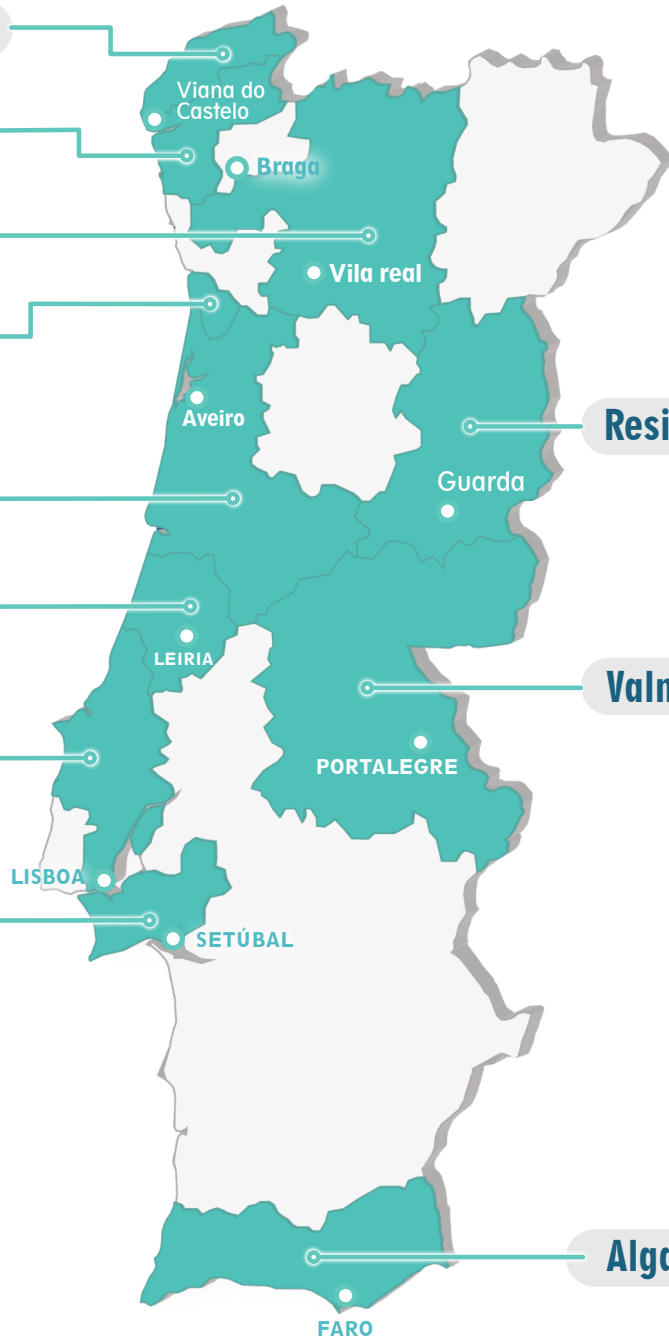 Viana do
Castelo
Braga
Vila real
Aveiro
Guarda
LEIRIA
PORTALEGRE
LISBOA
SETÚBAL
FARO